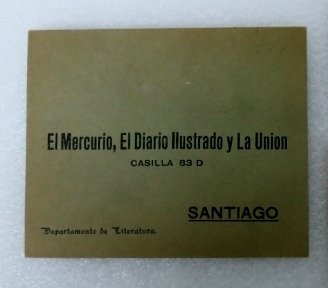 El Mercurio, El Diario Ilustrado y La Union
CASILLA 83 D
SANTIAGO
Departamento de Literatura.